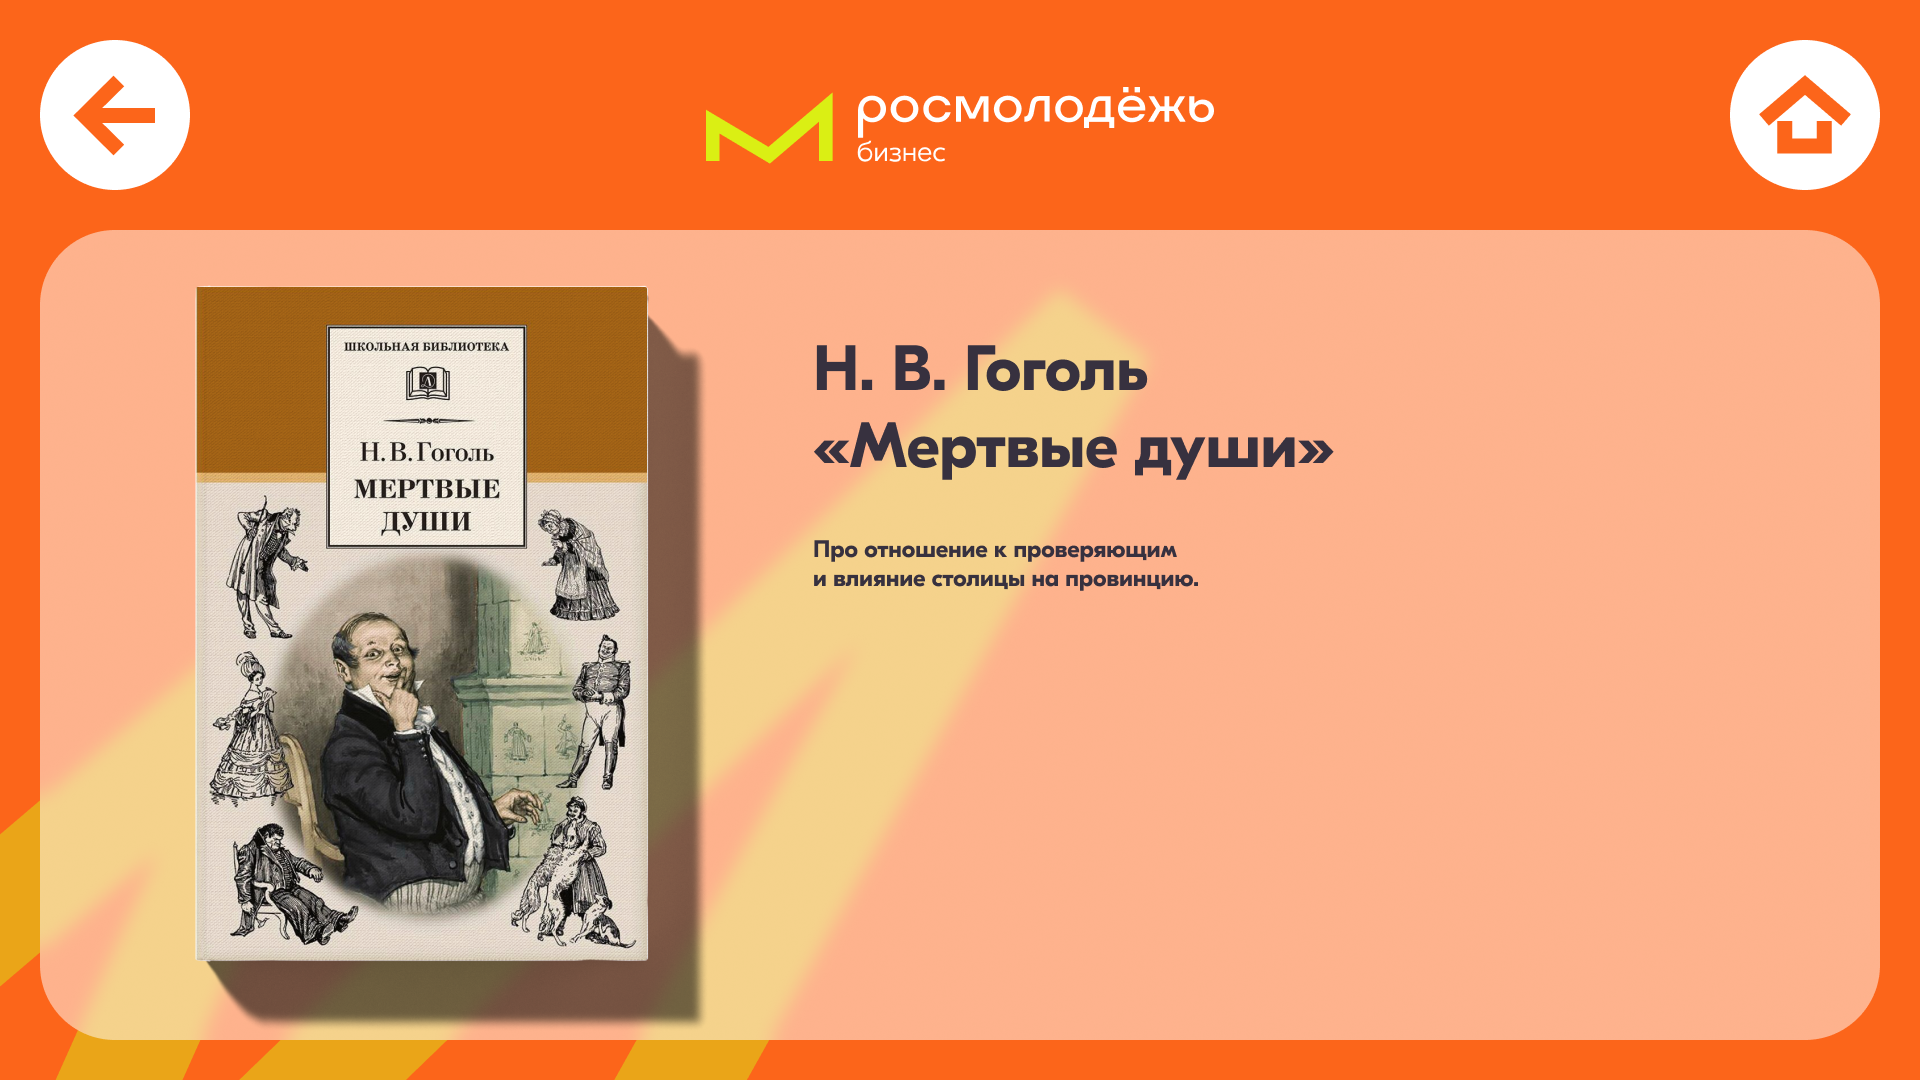 росмолодёжь
бизнес
ШКОЛЬНАЯ БИБЛИОТЕКА
Н. В. Гоголь
МЕРТВЫЕ
ДУШИ
Н. В. Гоголь
«Мертвые души»
Про отношение к проверяющим
и влияние столицы на провинцию.